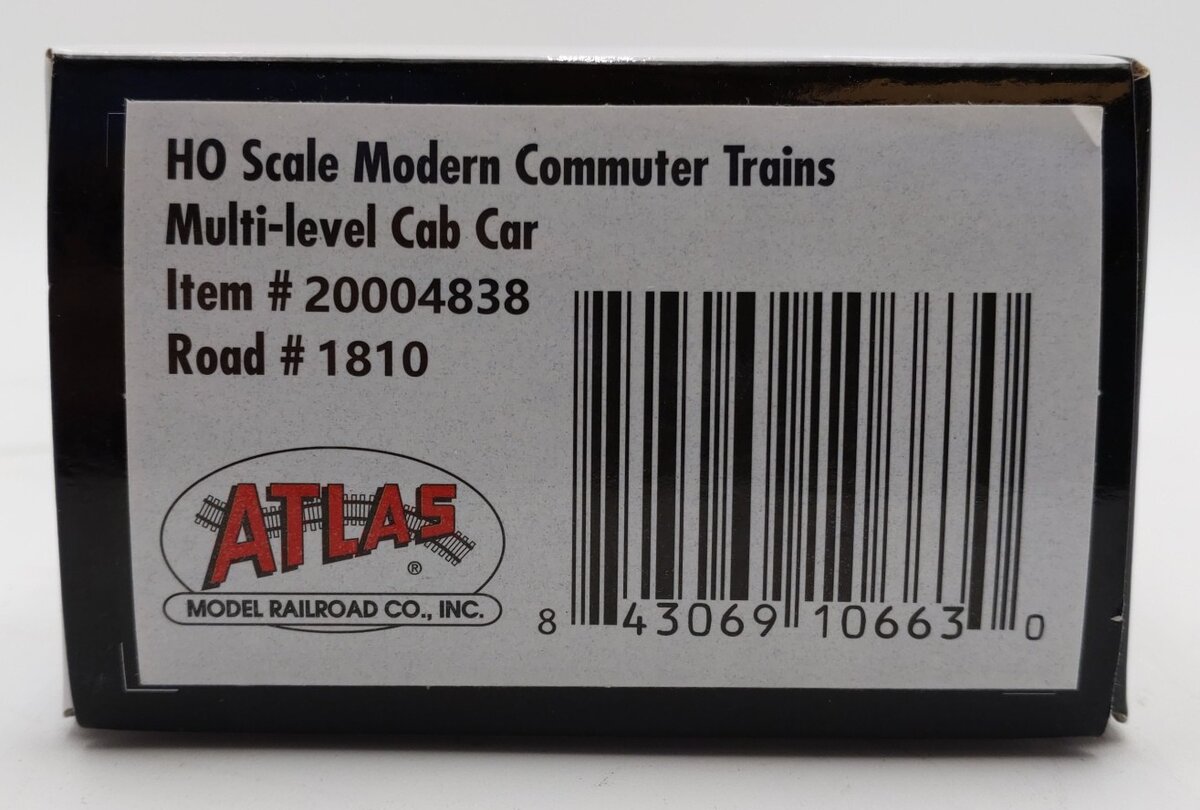 HO Scale Modern Commuter Trains
Multi-level Cab Car
Item # 20004838
Road # 1810
ATLAS ®
MODEL RAILROAD CO., INC.
8 43069 10663 0